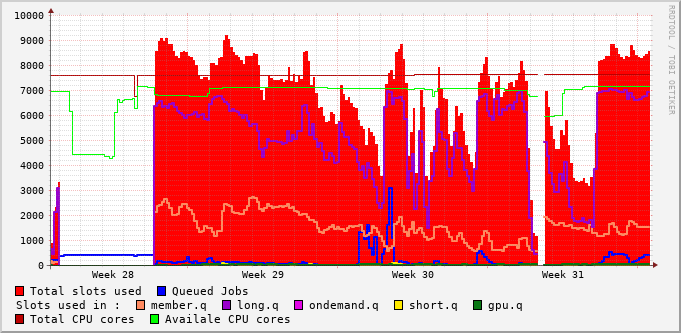 10000
9000
8000
7000
6000
5000
4000
3000
2000
1000
0
Week 28 Week 29 Week 30 Week 31
RRDTOOL / TOBI OETIKER
Total slots used Queued Jobs
Slots used in : member.q long.q ondemand.q short.q gpu.q
Total CPU cores Availale CPU cores